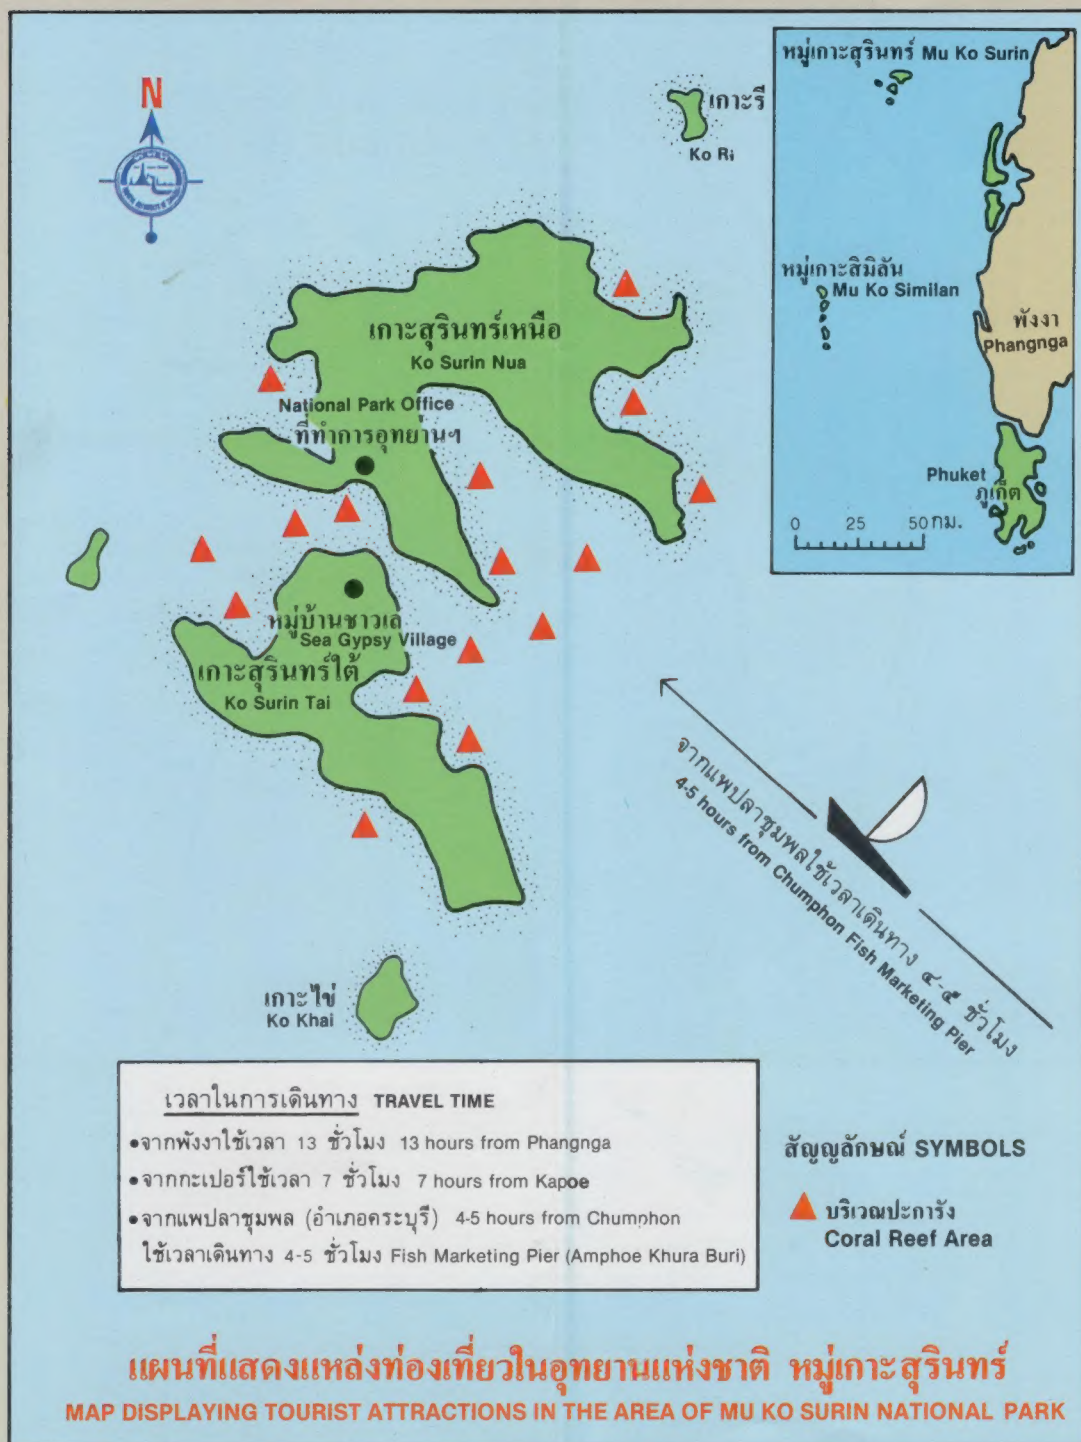 N
เกาะรี
Ko Ri
หมู่เกาะสุรินทร์ Mu Ko Surin
หมู่เกาะสิมิลัน
Mu Ko Similan
พังงา
Phangnga
Phuket
ภูเก็ต
0 25 50 กม.
เกาะสุรินทร์เหนือ
Ko Surin Nua
National Park Office
ที่ทำการอุทยานฯ
หมู่บ้านชาวเล
Sea Gypsy Village
เกาะสุรินทร์ใต้
Ko Surin Tai
จากแพปลาชุมพลใช้เวลาเดินทาง ๔-๕ ชั่วโมง
4-5 hours from Chumphon Fish Marketing Pier
เกาะไข่
Ko Khai
เวลาในการเดินทาง TRAVEL TIME
•จากพังงาใช้เวลา 13 ชั่วโมง 13 hours from Phangnga
•จากกะเปอร์ใช้เวลา 7 ชั่วโมง 7 hours from Kapoe
•จากแพปลาชุมพล (อำเภอคระบุรี) 4-5 hours from Chumphon
ใช้เวลาเดินทาง 4-5 ชั่วโมง Fish Marketing Pier (Amphoe Khura Buri)
สัญญลักษณ์ SYMBOLS
บริเวณปะการัง
Coral Reef Area
แผนที่แสดงแหล่งท่องเที่ยวในอุทยานแห่งชาติ หมู่เกาะสุรินทร์
MAP DISPLAYING TOURIST ATTRACTIONS IN THE AREA OF MU KO SURIN NATIONAL PARK